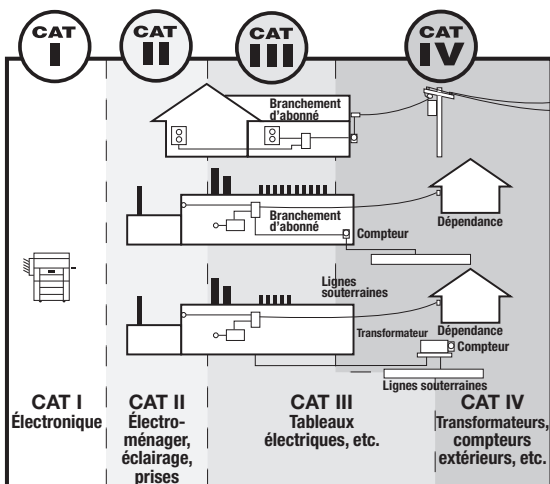 CAT I
CAT II
CAT III
CAT IV
Branchement
d'abonné
Branchement
d'abonné
Compteur
Dépendance
Lignes
souterraines
Transformateur
Dépendance
Compteur
Lignes souterraines
CAT I
Électronique
CAT II
Électro-
ménager,
éclairage,
prises
CAT III
Tableaux
électriques, etc.
CAT IV
Transformateurs,
compteurs
extérieurs, etc.